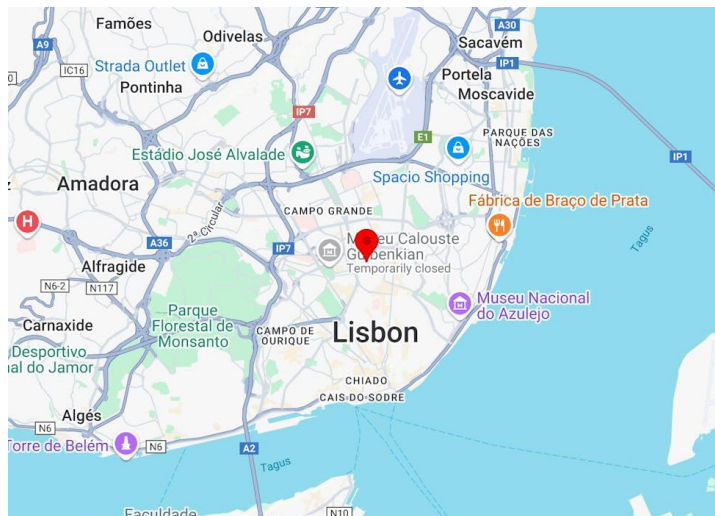 Famões
A9
Odivelas
A30
Sacavém
IC16
Strada Outlet
IP1
Portela
Pontinha
Moscavide
IP7
E1
PARQUE DAS
NAÇÕES
Estádio José Alvalade
IP1
Spacio Shopping
Amadora
Fábrica de Braço de Prata
2ª Circular
CAMPO GRANDE
H
A36
IP7
Calouste
Temporarily closed
Tagus
Alfragide
N6-2
N117
Museu Nacional
do Azulejo
Parque
Florestal de
Monsanto
Carnaxide
CAMPO DE
OURIQUE
Lisbon
Desportivo
nal do Jamor
CHIADO
CAIS DO SODRE
Algés
N6
Torre de Belém
N6
A2
Tagus
Faculdade
N10